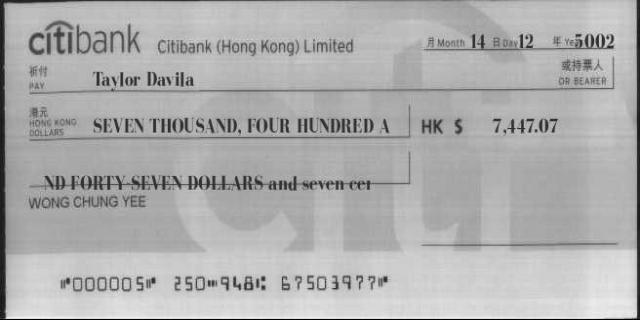 citibank Citibank (Hong Kong) Limited
月 Month 14 日 Day 12 年 Year 5002
祈付 PAY Taylor Davila 或持票人 OR BEARER
港元 HONG KONG DOLLARS SEVEN THOUSAND, FOUR HUNDRED A HK $ 7,447.07
ND FORTY SEVEN DOLLARS and seven cer
WONG CHUNG YEE
⑈000005⑈ 250⑉948⑆ 67503977⑈